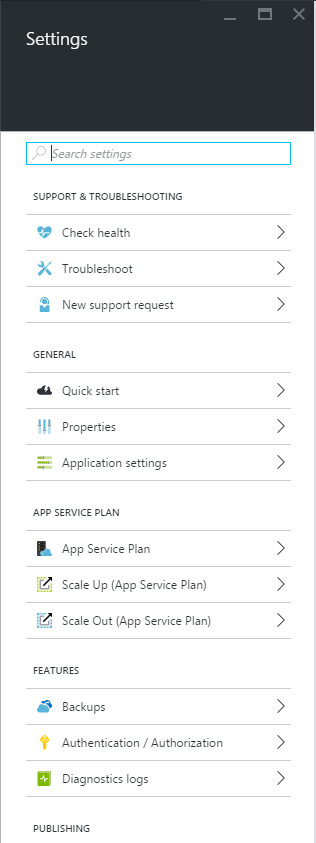 Settings
Search settings
SUPPORT & TROUBLESHOOTING
Check health
Troubleshoot
New support request
GENERAL
Quick start
Properties
Application settings
APP SERVICE PLAN
App Service Plan
Scale Up (App Service Plan)
Scale Out (App Service Plan)
FEATURES
Backups
Authentication / Authorization
Diagnostics logs
PUBLISHING